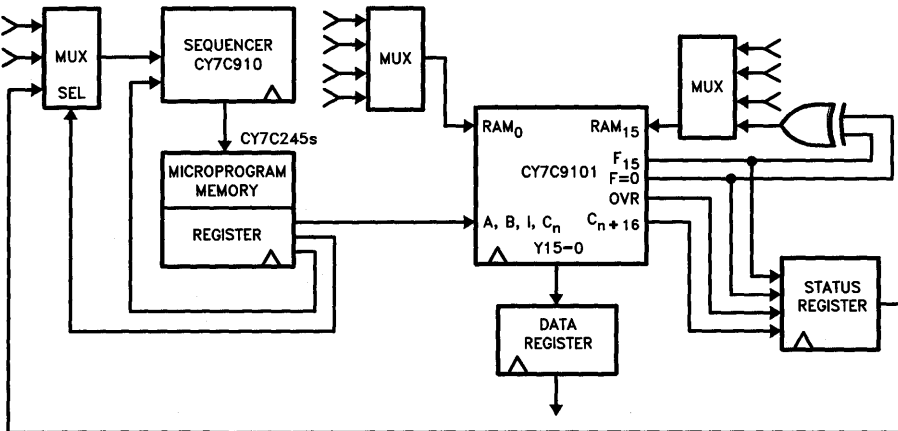 MUX
SEL
SEQUENCER
CY7C910
MUX
MUX
CY7C245s
MICROPROGRAM
MEMORY
REGISTER
RAM0
RAM15
CY7C9101
F15
F=0
OVR
A, B, I, Cn
Cn+16
Y15-0
DATA
REGISTER
STATUS
REGISTER